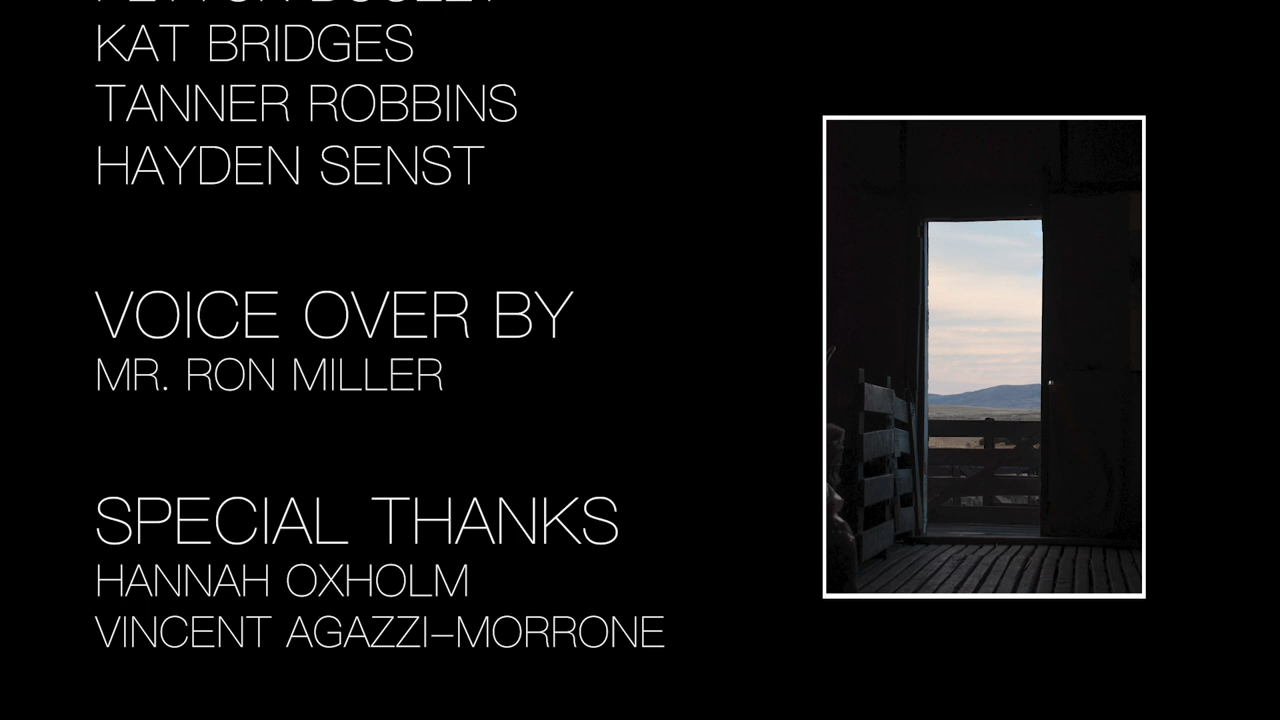 KAT BRIDGES
TANNER ROBBINS
HAYDEN SENST
VOICE OVER BY
MR. RON MILLER
SPECIAL THANKS
HANNAH OXHOLM
VINCENT AGAZZI–MORRONE